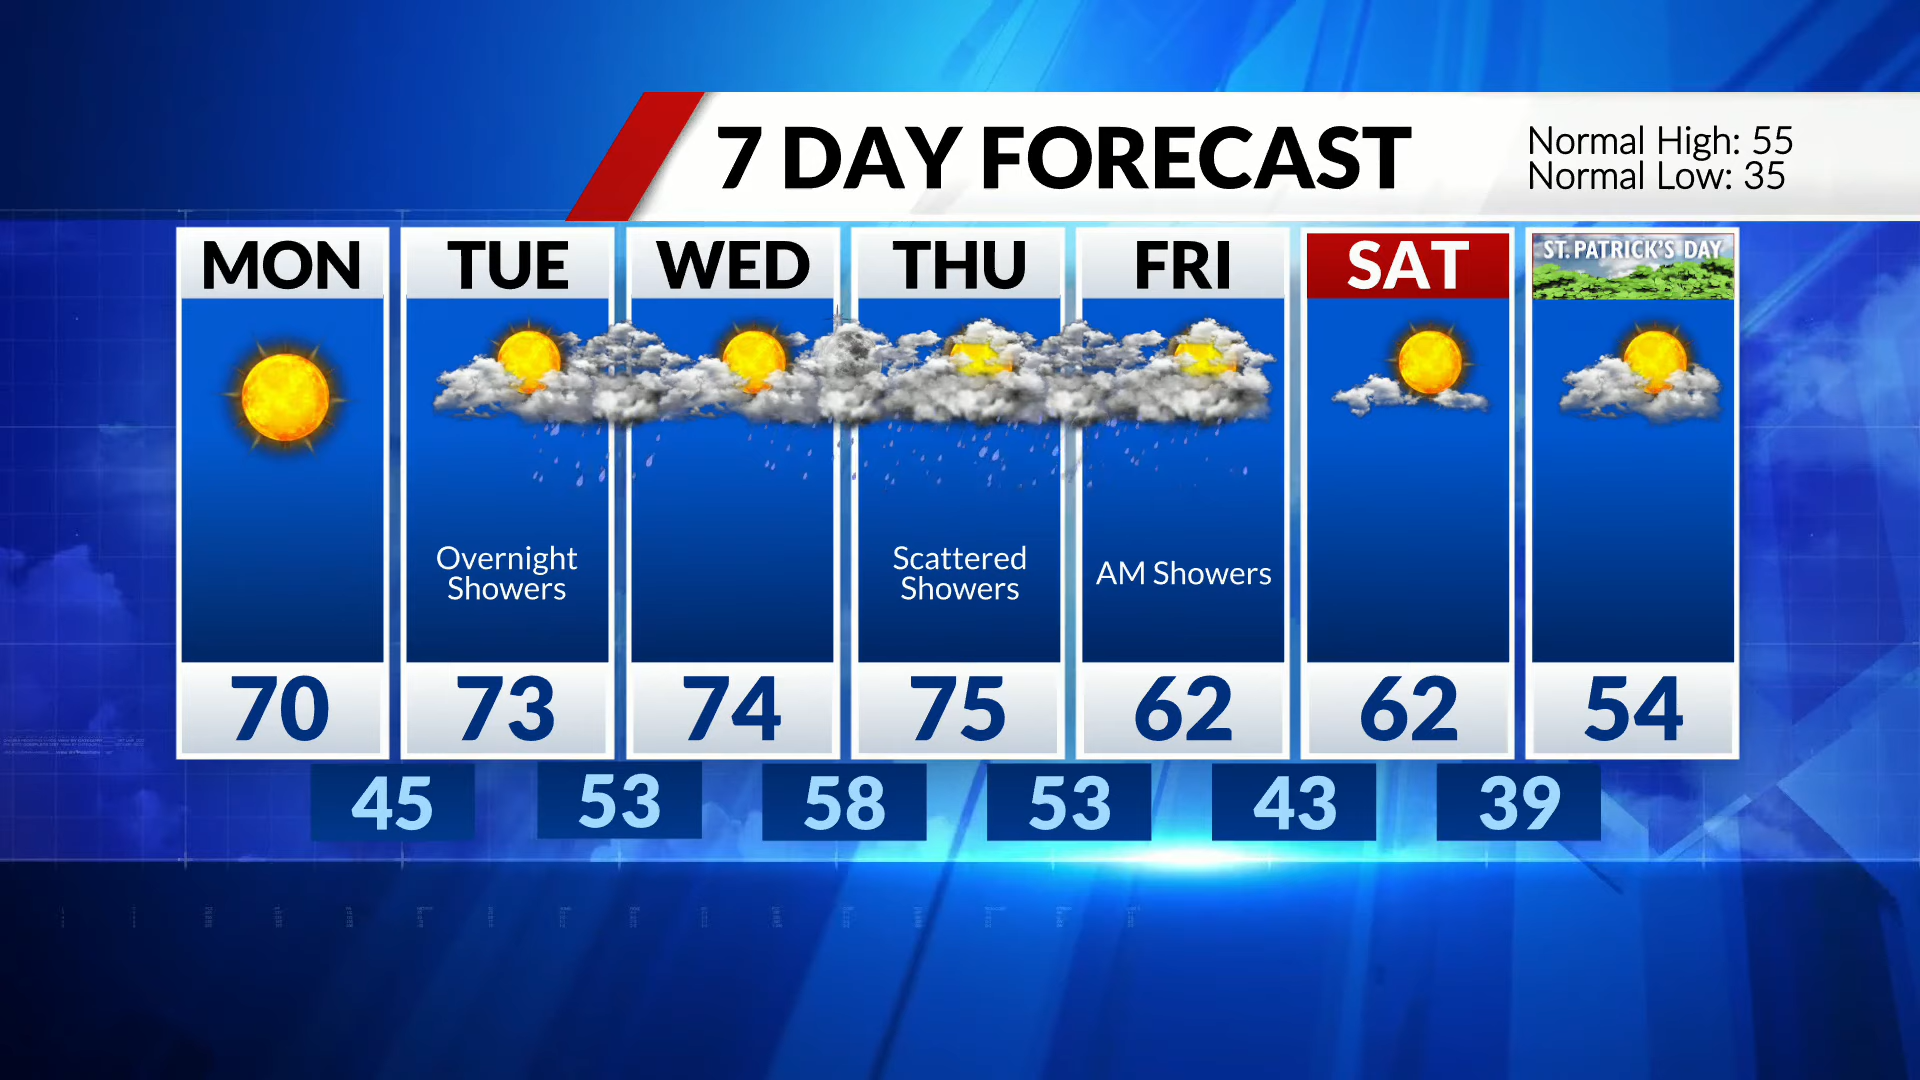 7 DAY FORECAST
Normal High: 55
Normal Low: 35
MON
TUE
WED
THU
FRI
SAT
ST. PATRICK'S DAY
Overnight
Showers
Scattered
Showers
AM Showers
70
73
74
75
62
62
54
45
53
58
53
43
39